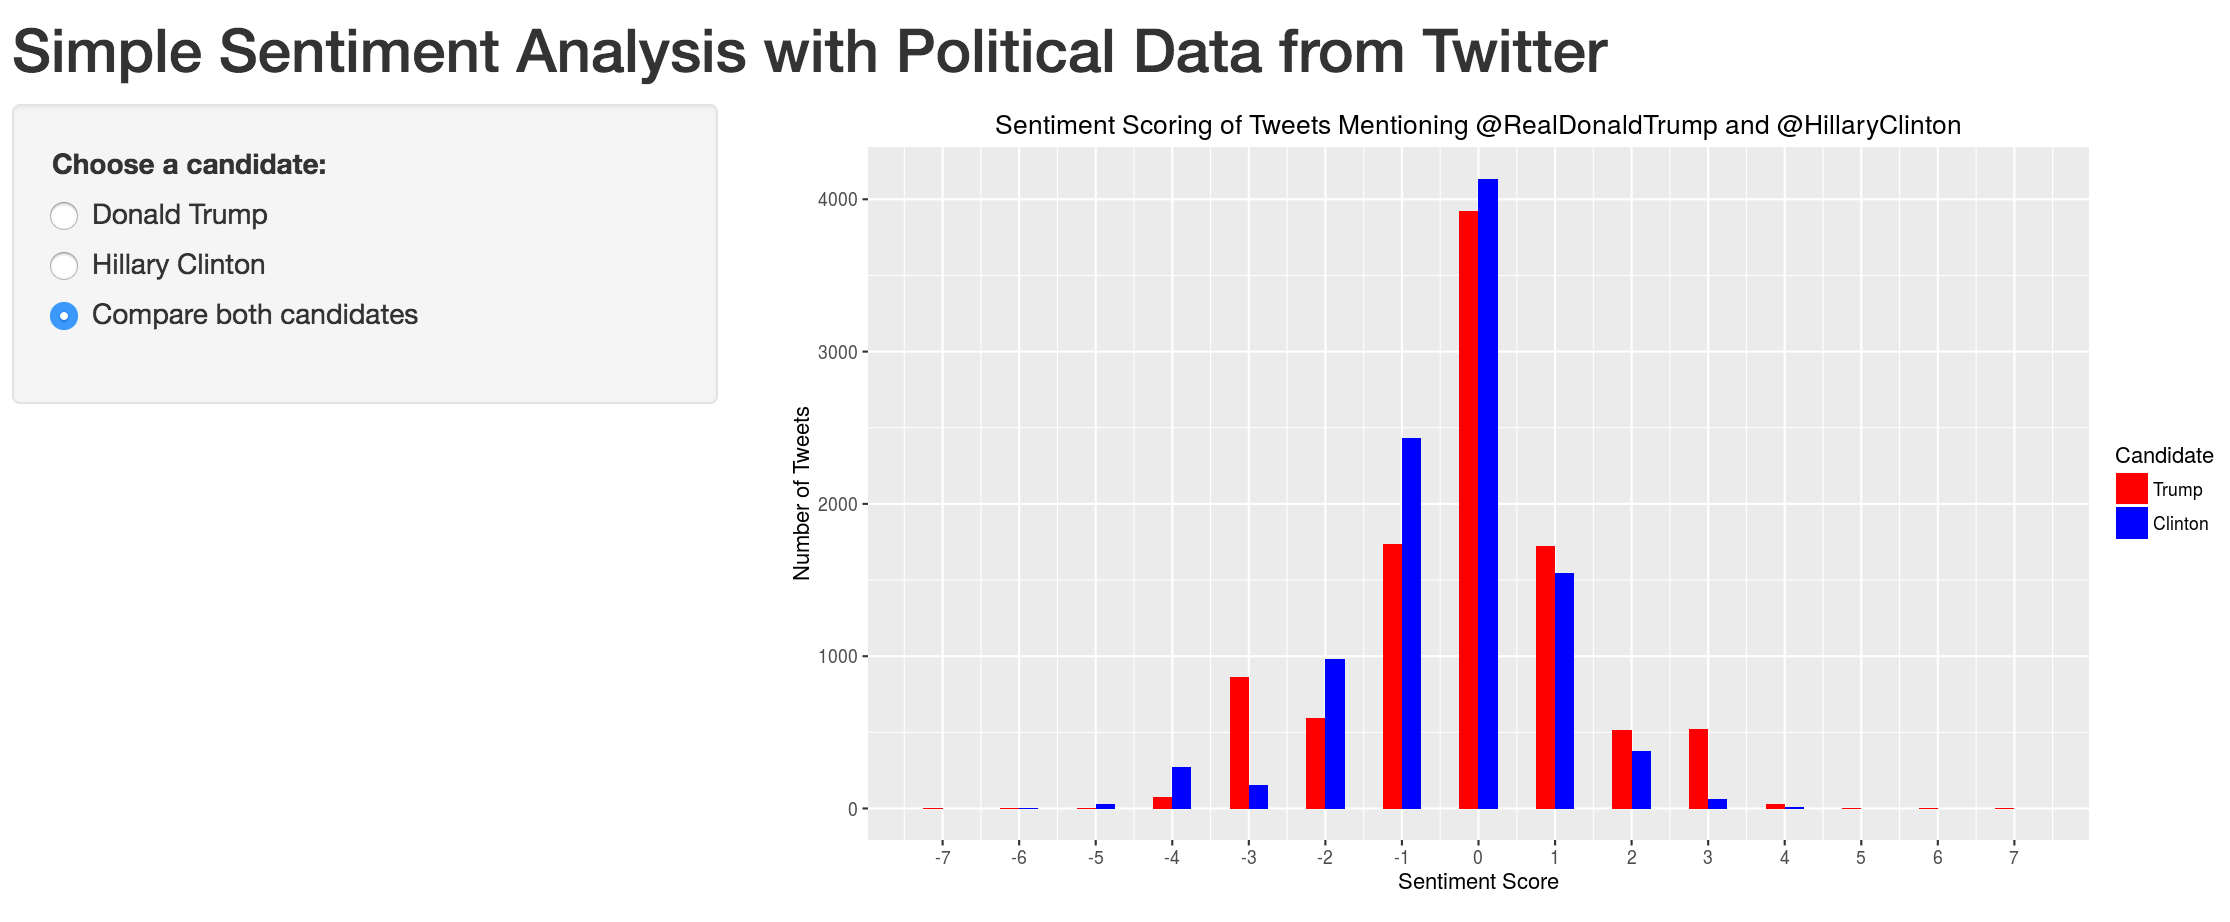 Simple Sentiment Analysis with Political Data from Twitter
Choose a candidate:
Donald Trump
Hillary Clinton
Compare both candidates
Sentiment Scoring of Tweets Mentioning @RealDonaldTrump and @HillaryClinton
Number of Tweets
4000
3000
2000
1000
0
-7 -6 -5 -4 -3 -2 -1 0 1 2 3 4 5 6 7
Sentiment Score
Candidate
Trump
Clinton